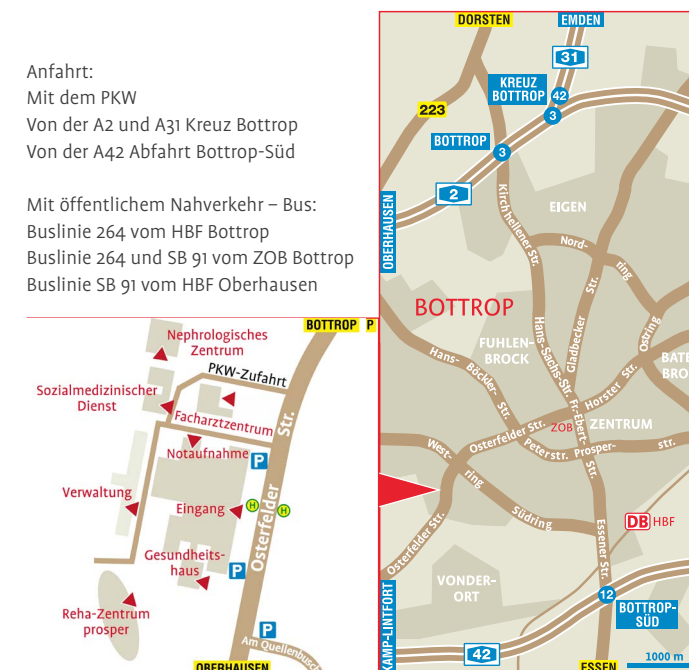 Anfahrt:
Mit dem PKW
Von der A2 und A31 Kreuz Bottrop
Von der A42 Abfahrt Bottrop-Süd
Mit öffentlichem Nahverkehr – Bus:
Buslinie 264 vom HBF Bottrop
Buslinie 264 und SB 91 vom ZOB Bottrop
Buslinie SB 91 vom HBF Oberhausen
BOTTROP P
Nephrologisches
Zentrum
PKW-Zufahrt
Sozialmedizinischer
Dienst
Facharztzentrum
Notaufnahme
P
Verwaltung
Eingang
H
H
Osterfelder Str.
Gesundheits-
haus
P
Reha-Zentrum
prosper
P
Am Quellenbusch
OBERHAUSEN
DORSTEN
EMDEN
31
KREUZ
BOTTROP
42
3
223
BOTTROP
3
2
OBERHAUSEN
Kirchhellener Str.
EIGEN
Nord-
ring
BOTTROP
FUHLEN-
BROCK
Hans-Sachs-Str.
Gladbecker Str.
Ostring
BATE
BRO
Hans-
Böckler-
Str.
Horster Str.
Fr.-Ebert-
Str.
ZOB
ZENTRUM
Osterfelder Str.
Peterstr.
Prosper-
str.
West-
ring
Südring
Essener Str.
DB HBF
Osterfelder Str.
VONDER-
ORT
KAMP-LINTFORT
12
BOTTROP-
SÜD
42
ESSEN
1000 m